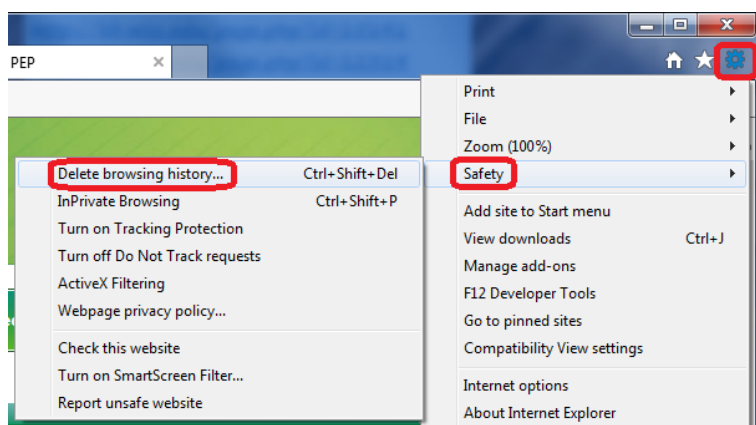 PEP
Print
File
Zoom (100%)
Safety
Add site to Start menu
View downloads Ctrl+J
Manage add-ons
F12 Developer Tools
Go to pinned sites
Compatibility View settings
Internet options
About Internet Explorer
Delete browsing history... Ctrl+Shift+Del
InPrivate Browsing Ctrl+Shift+P
Turn on Tracking Protection
Turn off Do Not Track requests
ActiveX Filtering
Webpage privacy policy...
Check this website
Turn on SmartScreen Filter...
Report unsafe website